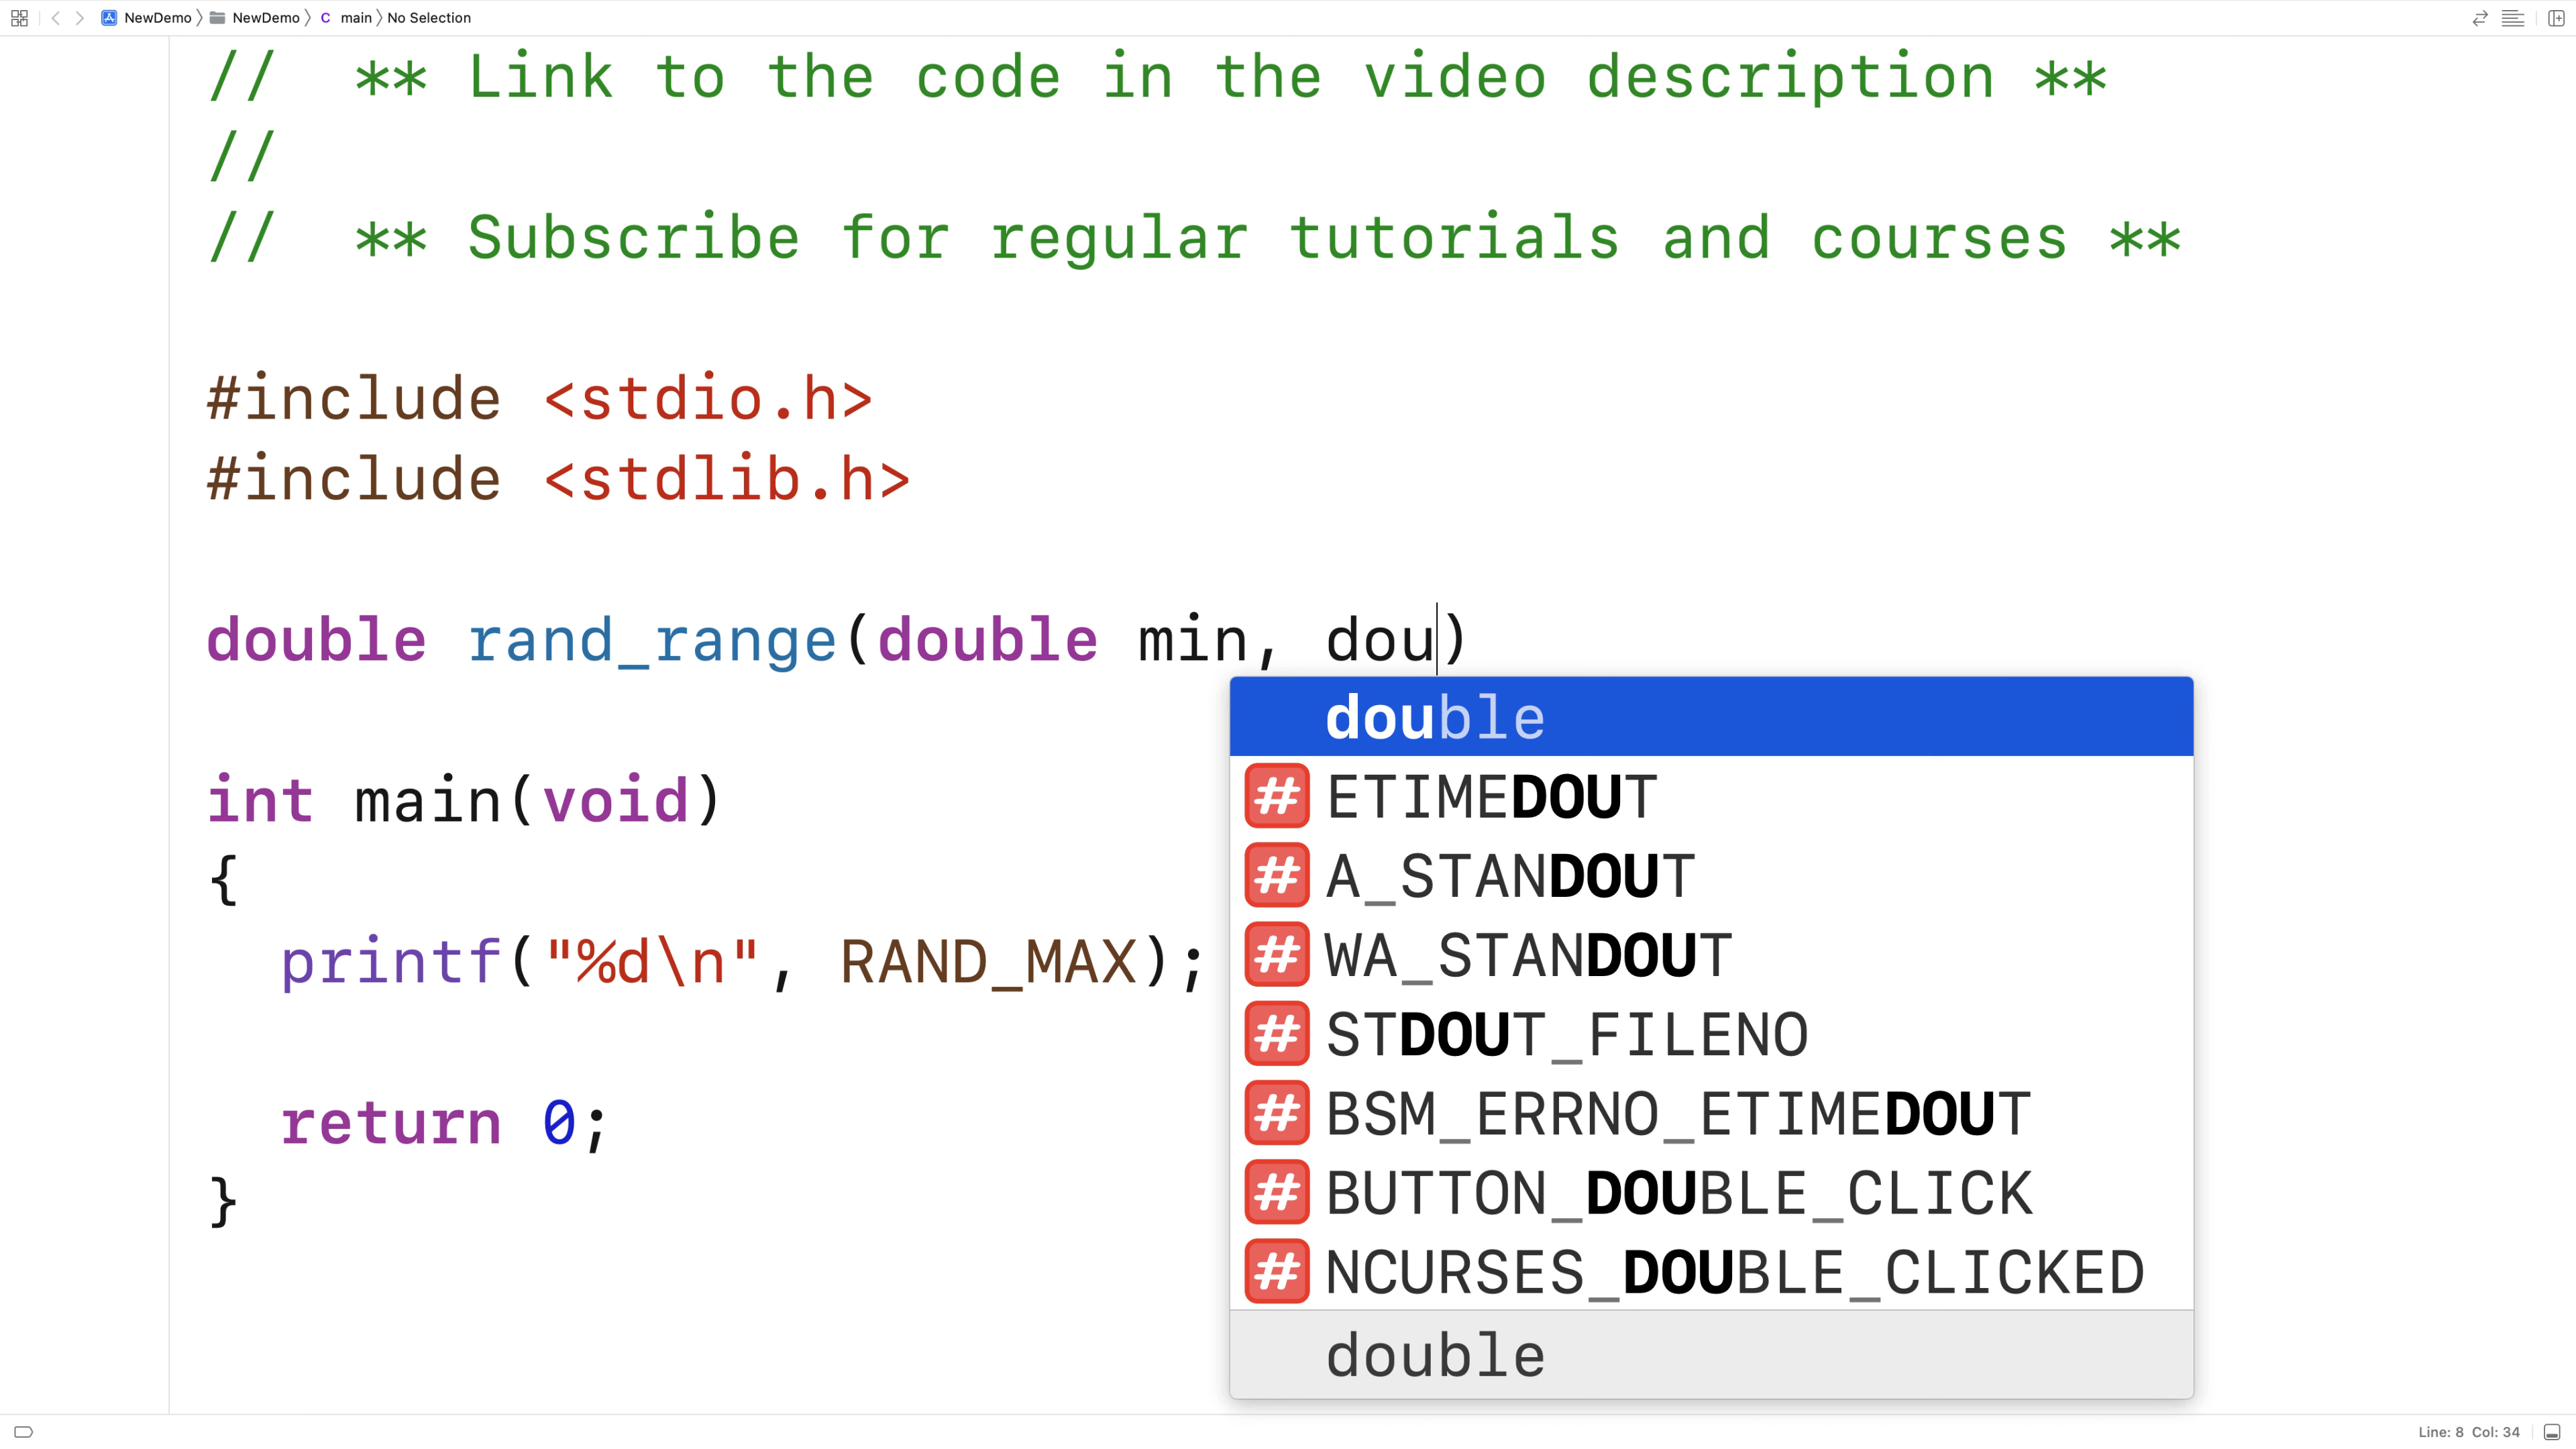 NewDemo NewDemo C main No Selection
// ** Link to the code in the video description **
//
// ** Subscribe for regular tutorials and courses **
#include <stdio.h>
#include <stdlib.h>
double rand_range(double min, dou)
double
# ETIMEDOUT
int main(void)
# A_STANDOUT
{
# WA_STANDOUT
printf("%d\n", RAND_MAX);
# STDOUT_FILENO
# BSM_ERRNO_ETIMEDOUT
return 0;
# BUTTON_DOUBLE_CLICK
}
# NCURSES_DOUBLE_CLICKED
double
Line: 8 Col: 34